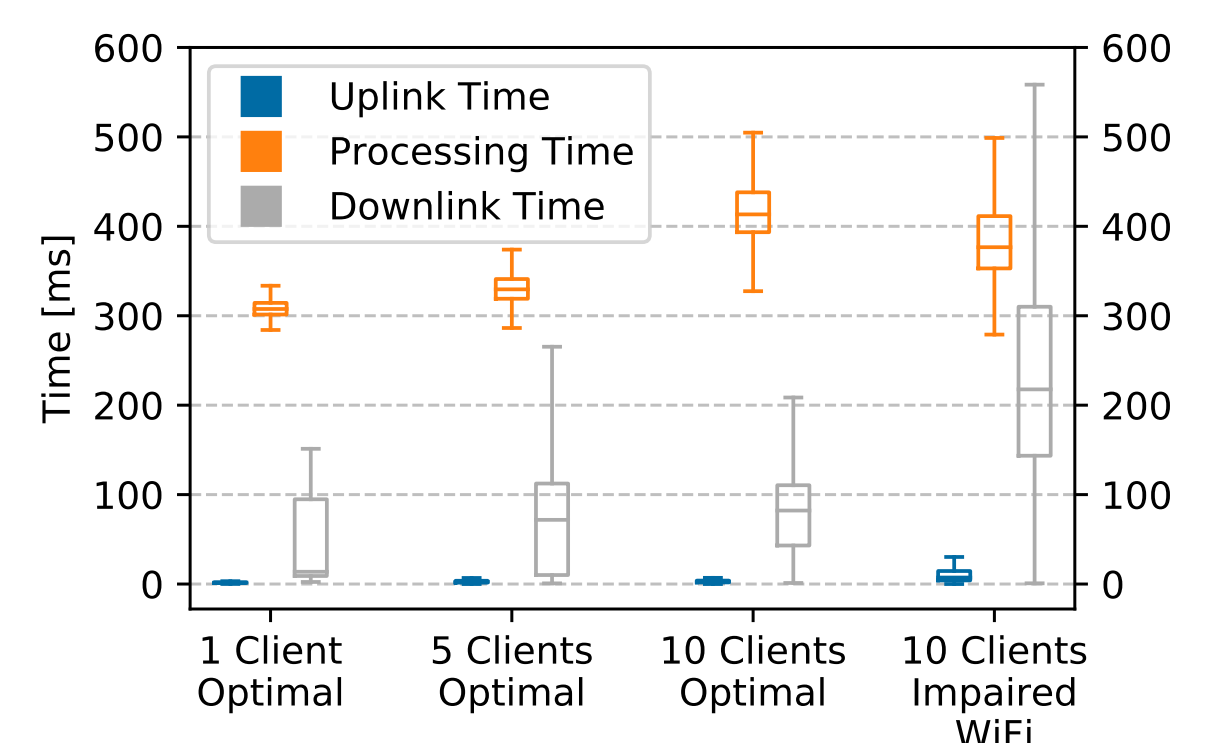 600
500
400
300
200
100
0
Time [ms]
Uplink Time
Processing Time
Downlink Time
600
500
400
300
200
100
0
1 Client
Optimal
5 Clients
Optimal
10 Clients
Optimal
10 Clients
Impaired
WiFi